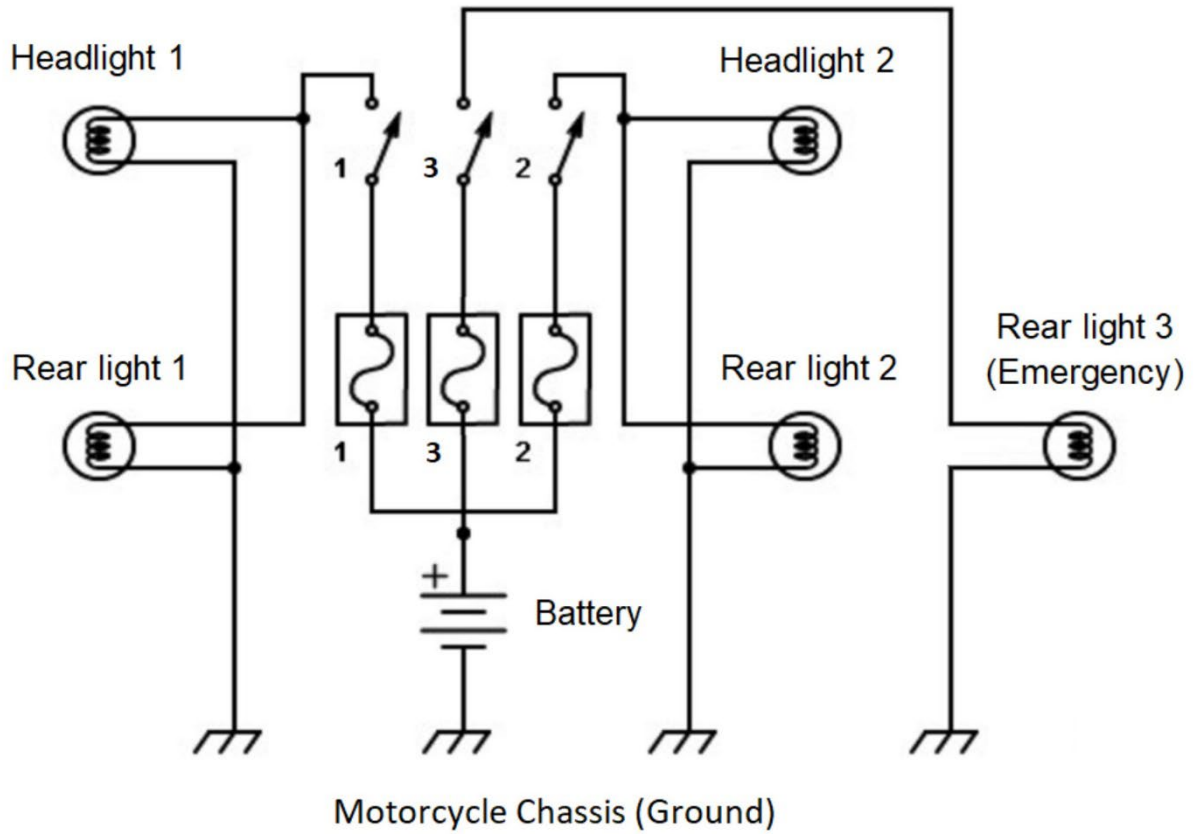 Headlight 1
Headlight 2
1
3
2
Rear light 3
(Emergency)
Rear light 1
Rear light 2
1
3
2
+
Battery
Motorcycle Chassis (Ground)